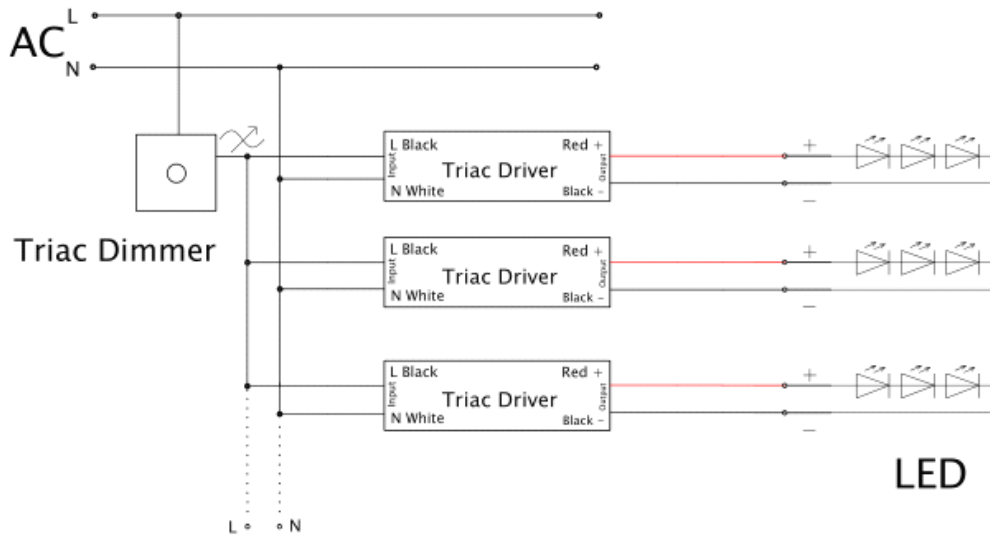 L
AC
N
L Black
Red +
Input
Triac Driver
Output
N White
Black -
Triac Dimmer
L Black
Red +
Input
Triac Driver
Output
N White
Black -
L Black
Red +
Input
Triac Driver
Output
N White
Black -
+
−
+
−
+
−
LED
L
N